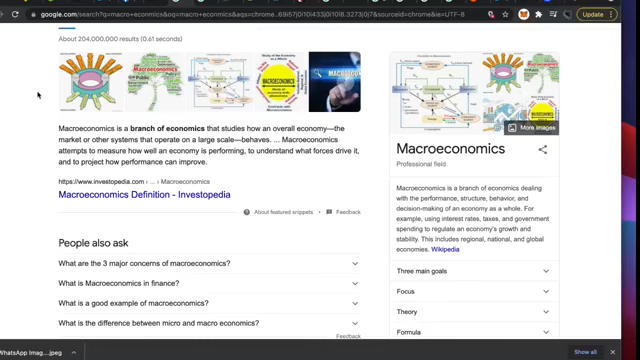 google.com/search?q=macro+econmics&oq=macro+econmics&aqs=chrome..69i57j0i10i433j0i10l8.3273j0j7&sourceid=chrome&ie=UTF-8
Update
About 204,000,000 results (0.61 seconds)
Macroeconomics
MACROECON
More images
Macroeconomics
Professional field
Macroeconomics is a branch of economics that studies how an overall economy—the
market or other systems that operate on a large scale—behaves. ... Macroeconomics
attempts to measure how well an economy is performing, to understand what forces drive it,
and to project how performance can improve.
https://www.investopedia.com › ... › Macroeconomics
Macroeconomics Definition - Investopedia
About featured snippets
Feedback
People also ask
What are the 3 major concerns of macroeconomics?
What is Macroeconomics in finance?
What is a good example of macroeconomics?
What is the difference between micro and macro economics?
Feedback
Macroeconomics is a branch of economics dealing
with the performance, structure, behavior, and
decision-making of an economy as a whole. For
example, using interest rates, taxes, and government
spending to regulate an economy's growth and
stability. This includes regional, national, and global
economies. Wikipedia
Three main goals
Focus
Theory
Formula
WhatsApp Imag....jpeg
Show all